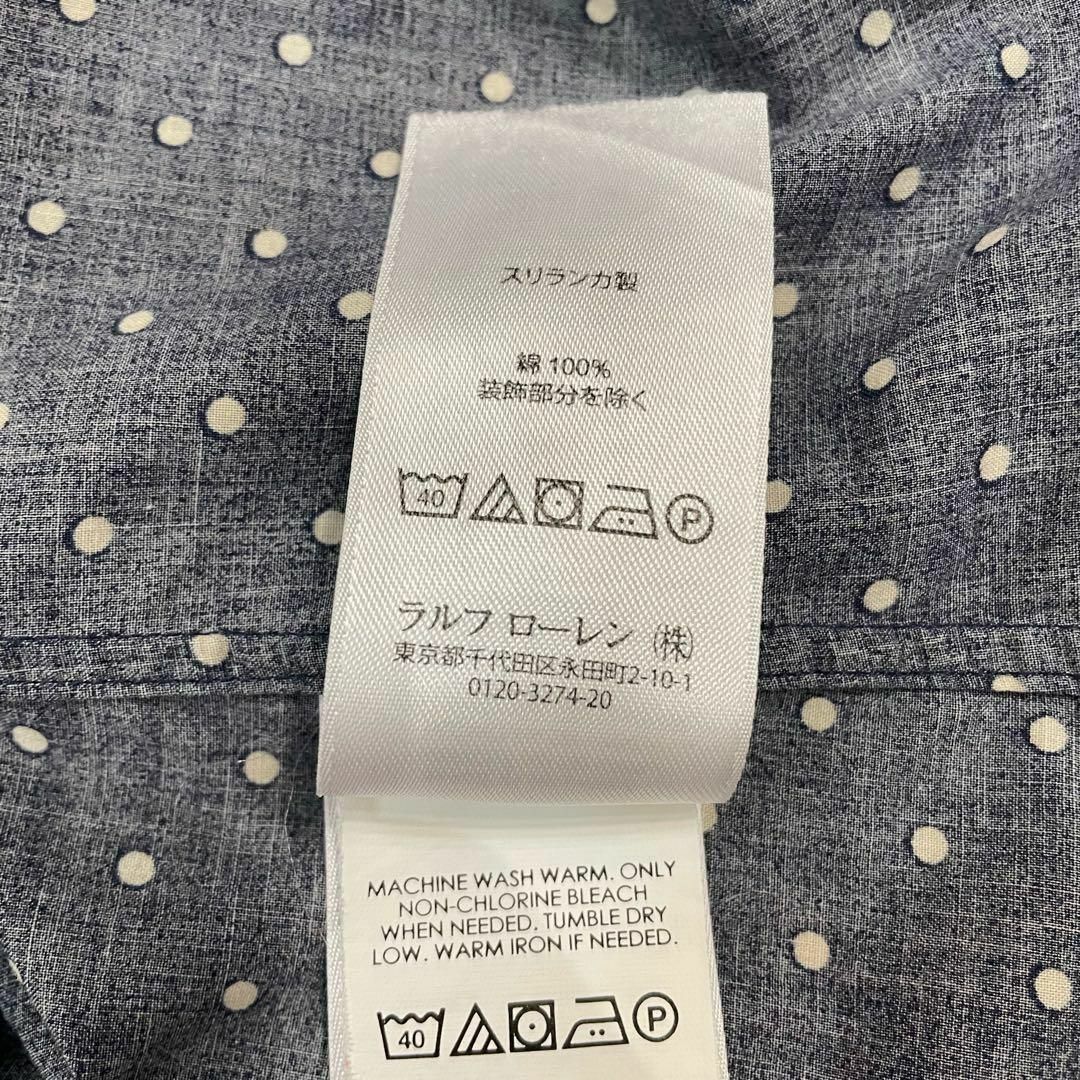 スリランカ製
綿 100%
装飾部分を除く
40 P
ラルフ ローレン ㈱
東京都千代田区永田町2-10-1
0120-3274-20
MACHINE WASH WARM. ONLY
NON-CHLORINE BLEACH
WHEN NEEDED. TUMBLE DRY
LOW. WARM IRON IF NEEDED.
40 P